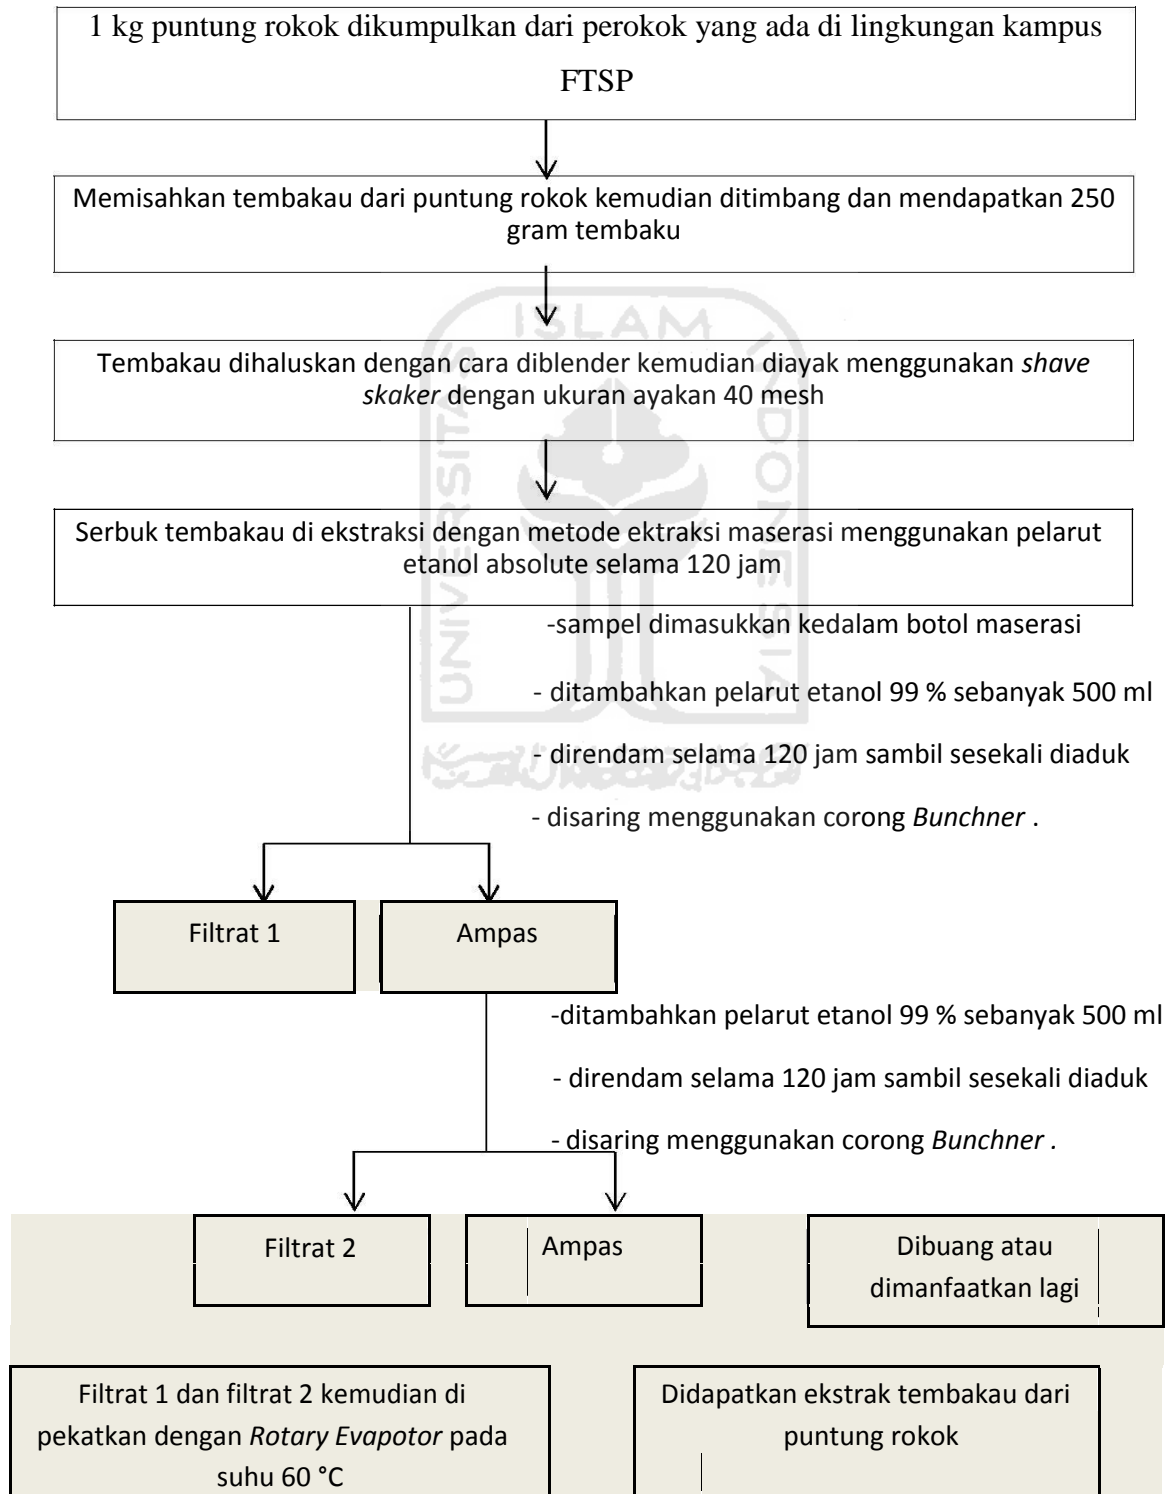 1 kg puntung rokok dikumpulkan dari perokok yang ada di lingkungan kampus
FTSP
Memisahkan tembakau dari puntung rokok kemudian ditimbang dan mendapatkan 250
gram tembaku
Tembakau dihaluskan dengan cara diblender kemudian diayak menggunakan shave
skaker dengan ukuran ayakan 40 mesh
Serbuk tembakau di ekstraksi dengan metode ektraksi maserasi menggunakan pelarut
etanol absolute selama 120 jam
-sampel dimasukkan kedalam botol maserasi
- ditambahkan pelarut etanol 99 % sebanyak 500 ml
- direndam selama 120 jam sambil sesekali diaduk
- disaring menggunakan corong Bunchner .
Filtrat 1
Ampas
-ditambahkan pelarut etanol 99 % sebanyak 500 ml
- direndam selama 120 jam sambil sesekali diaduk
- disaring menggunakan corong Bunchner .
Filtrat 2
Ampas
Dibuang atau
dimanfaatkan lagi
Filtrat 1 dan filtrat 2 kemudian di
pekatkan dengan Rotary Evapotor pada
suhu 60 °C
Didapatkan ekstrak tembakau dari
puntung rokok
UNIVERSITAS
ISLAM
INDONESIA